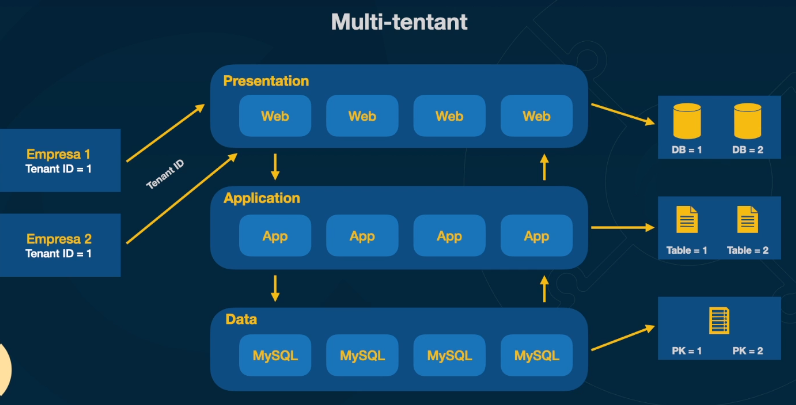 Multi-tentant
Presentation
Web Web Web Web
Empresa 1
Tenant ID = 1
Tenant ID
Empresa 2
Tenant ID = 1
Application
App App App App
Data
MySQL MySQL MySQL MySQL
DB = 1 DB = 2
Table = 1 Table = 2
PK = 1 PK = 2